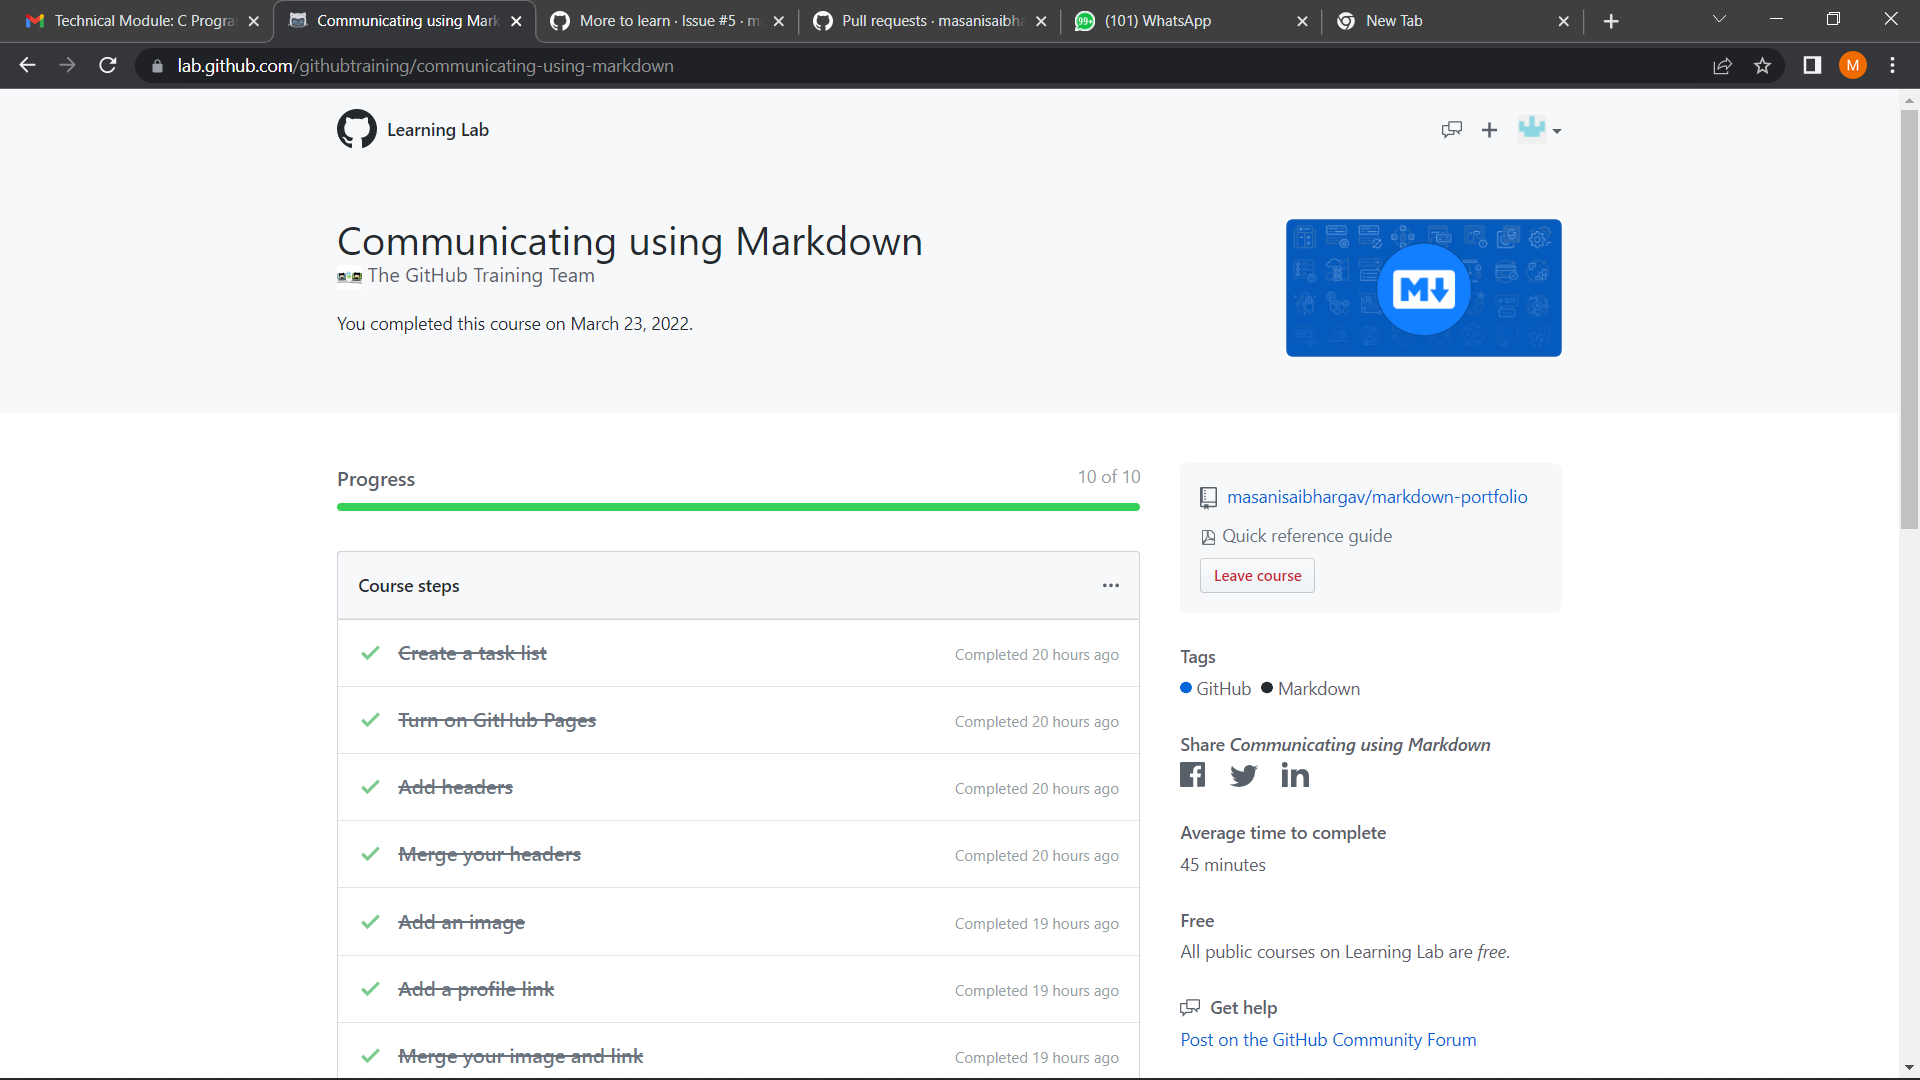 Technical Module: C Progra
Communicating using Mark
More to learn · Issue #5 · m
Pull requests · masanisaibha
(101) WhatsApp
New Tab
lab.github.com/githubtraining/communicating-using-markdown
M
Learning Lab
Communicating using Markdown
The GitHub Training Team
You completed this course on March 23, 2022.
M
Progress
10 of 10
Course steps
Create a task list
Completed 20 hours ago
Turn on GitHub Pages
Completed 20 hours ago
Add headers
Completed 20 hours ago
Merge your headers
Completed 20 hours ago
Add an image
Completed 19 hours ago
Add a profile link
Completed 19 hours ago
Merge your image and link
Completed 19 hours ago
masanisaibhargav/markdown-portfolio
Quick reference guide
Leave course
Tags
GitHub Markdown
Share Communicating using Markdown
Average time to complete
45 minutes
Free
All public courses on Learning Lab are free.
Get help
Post on the GitHub Community Forum